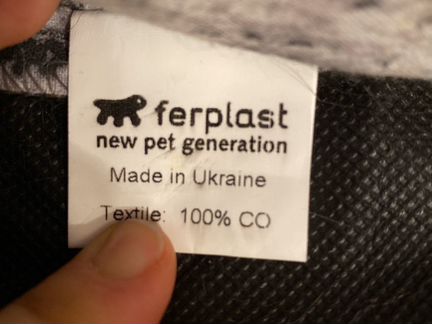 ferplast
new pet generation
Made in Ukraine
Textile: 100% CO